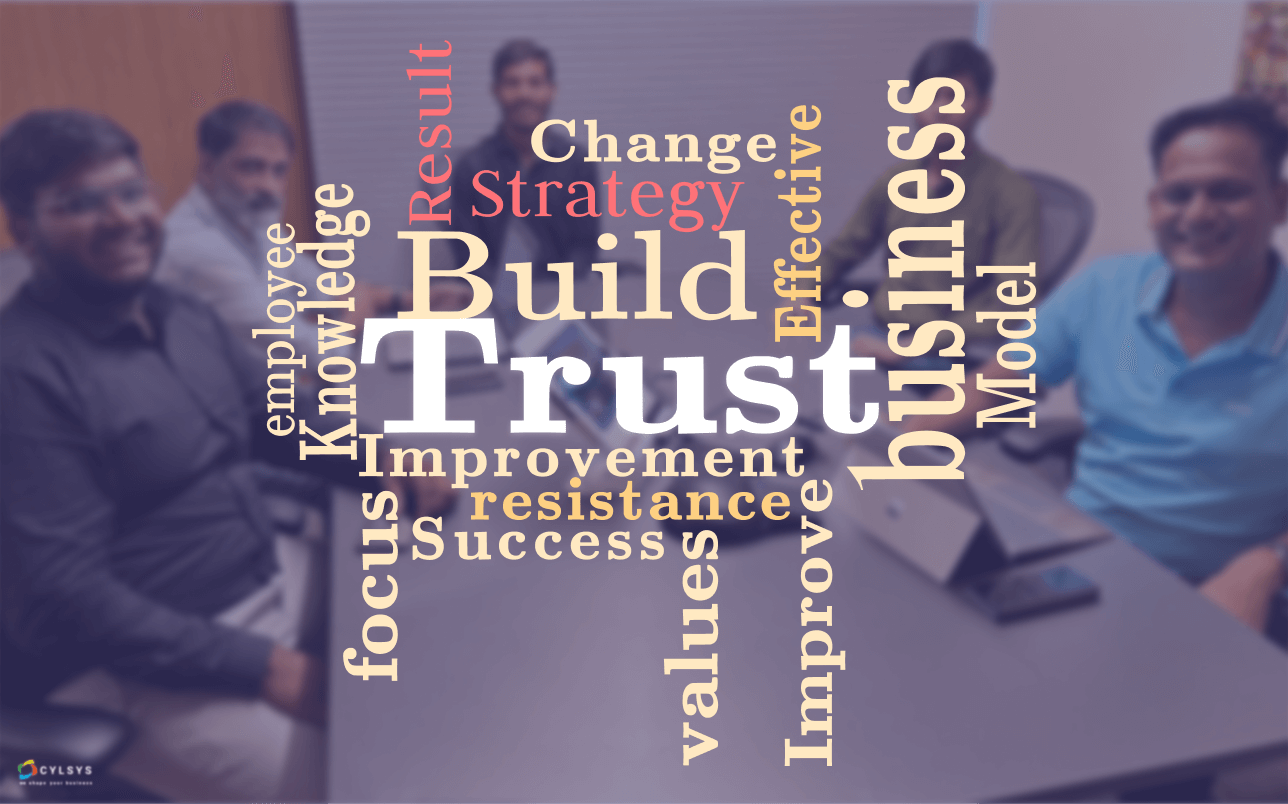 Result
Change
Strategy
Effective
business
Knowledge
employee
Build
Model
Trust
Improvement
resistance
Success
focus
values
Improve
CYLSYS
we shape your business